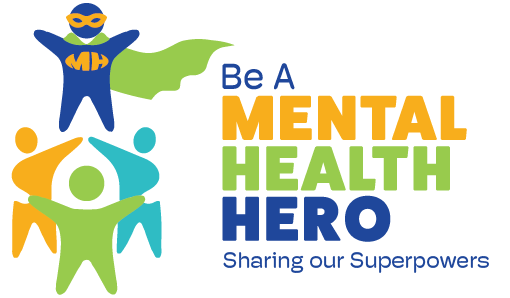 MH
Be A
MENTAL
HEALTH
HERO
Sharing our Superpowers